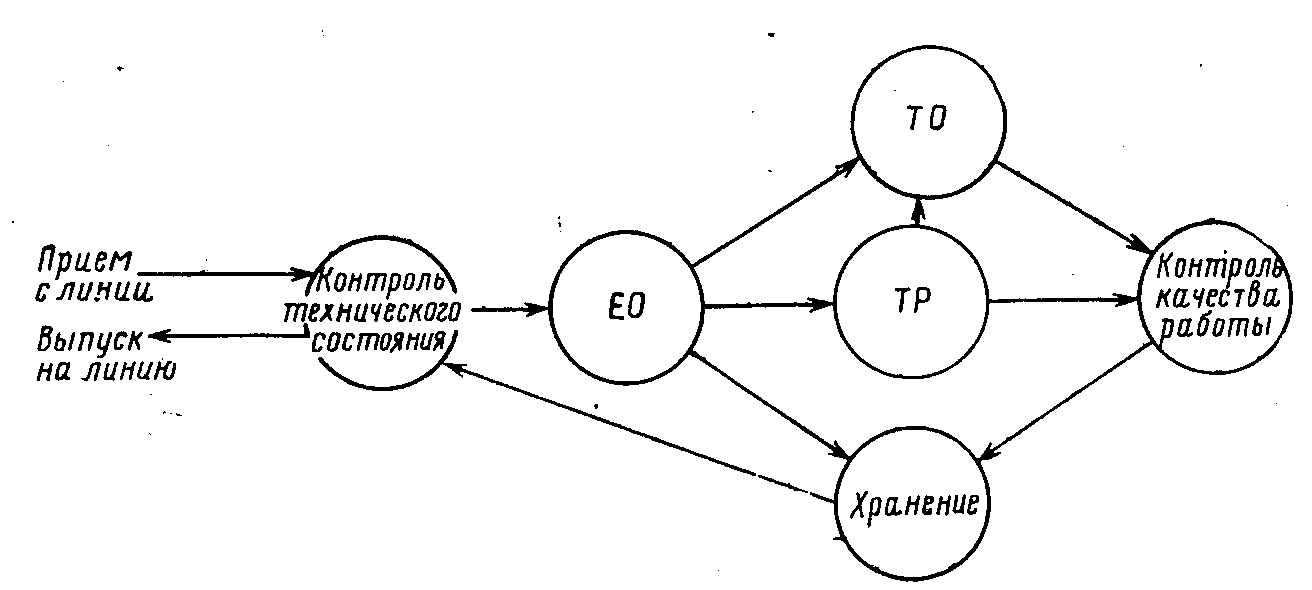 ТО
Прием
с линии
Выпуск
на линию
Контроль
технического
состояния
ЕО
ТР
Контроль
качества
работы
Хранение